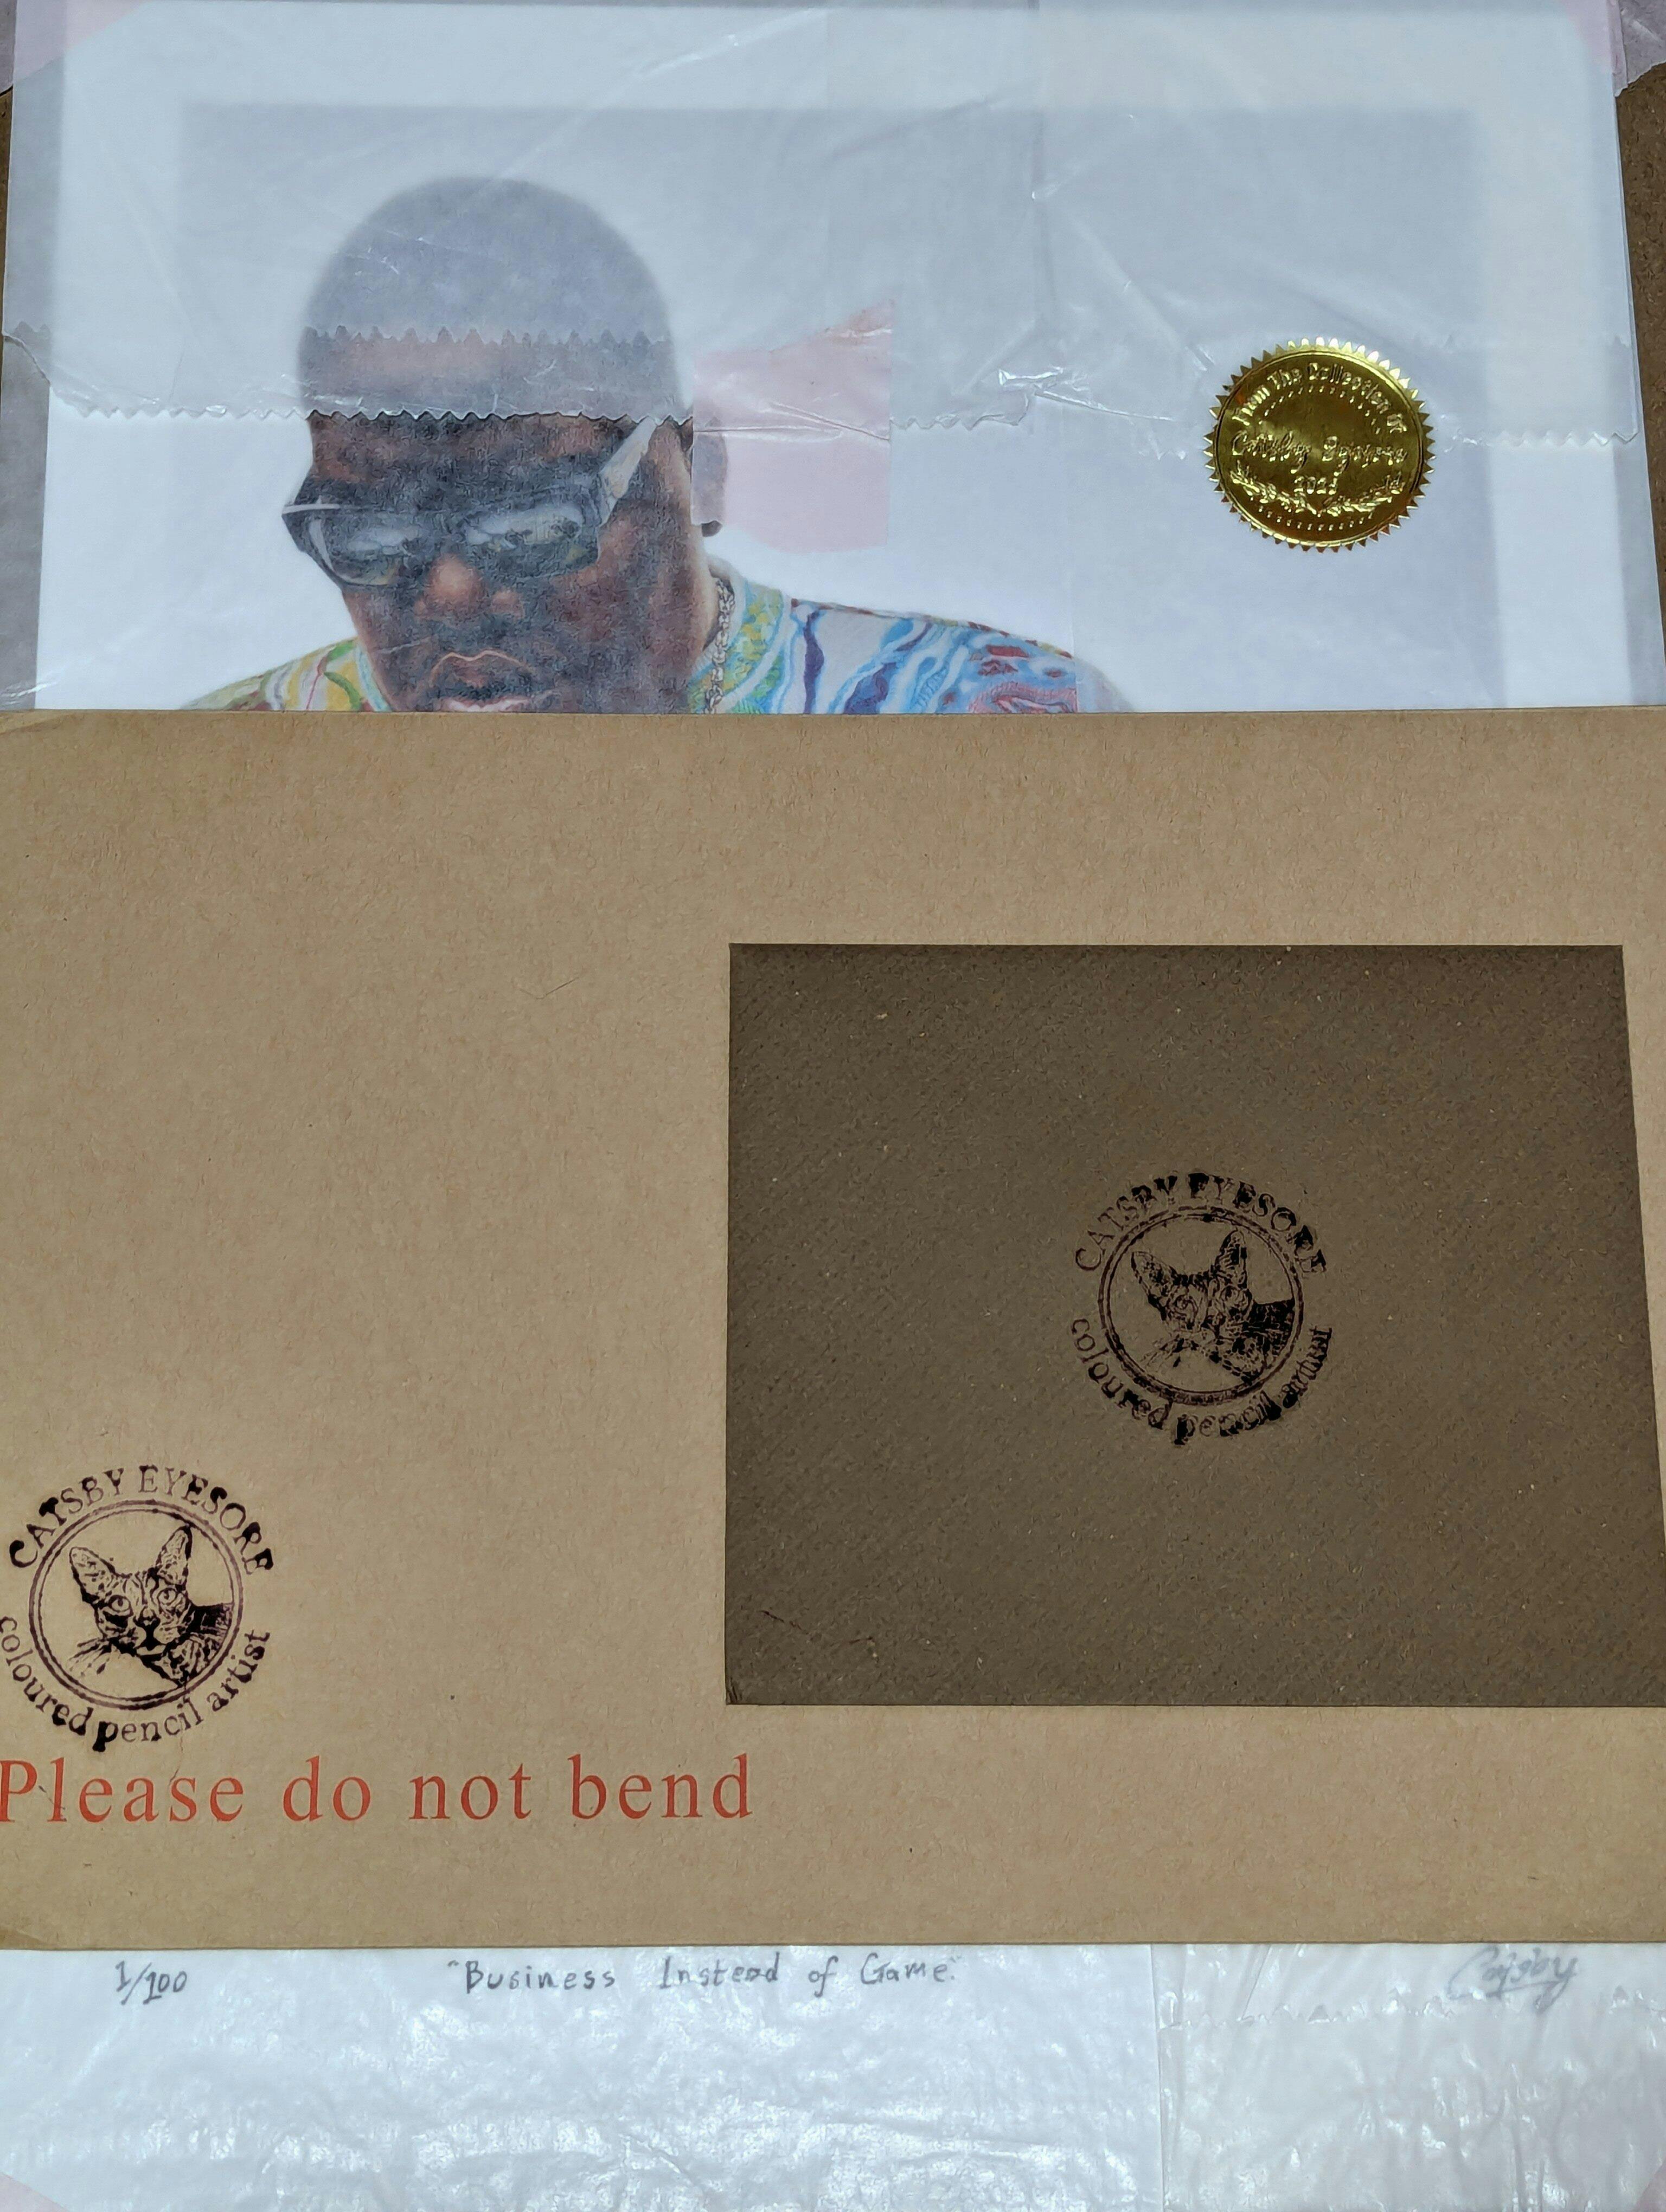 From The Collection Of
Catsby Eyesore
CATSBY EYESORE
coloured pencil artist
CATSBY EYESORE
coloured pencil artist
Please do not bend
1/100 "Business Instead of Game." Catsby